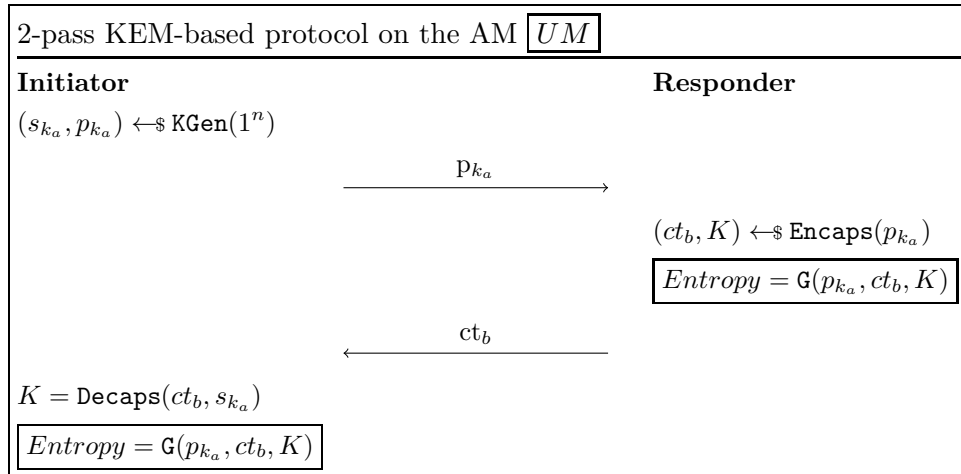 2-pass KEM-based protocol on the AM UM
Initiator Responder
(s_{k_a}, p_{k_a}) ←$ KGen(1^n)
p_{k_a}
(ct_b, K) ←$ Encaps(p_{k_a})
Entropy = G(p_{k_a}, ct_b, K)
ct_b
K = Decaps(ct_b, s_{k_a})
Entropy = G(p_{k_a}, ct_b, K)